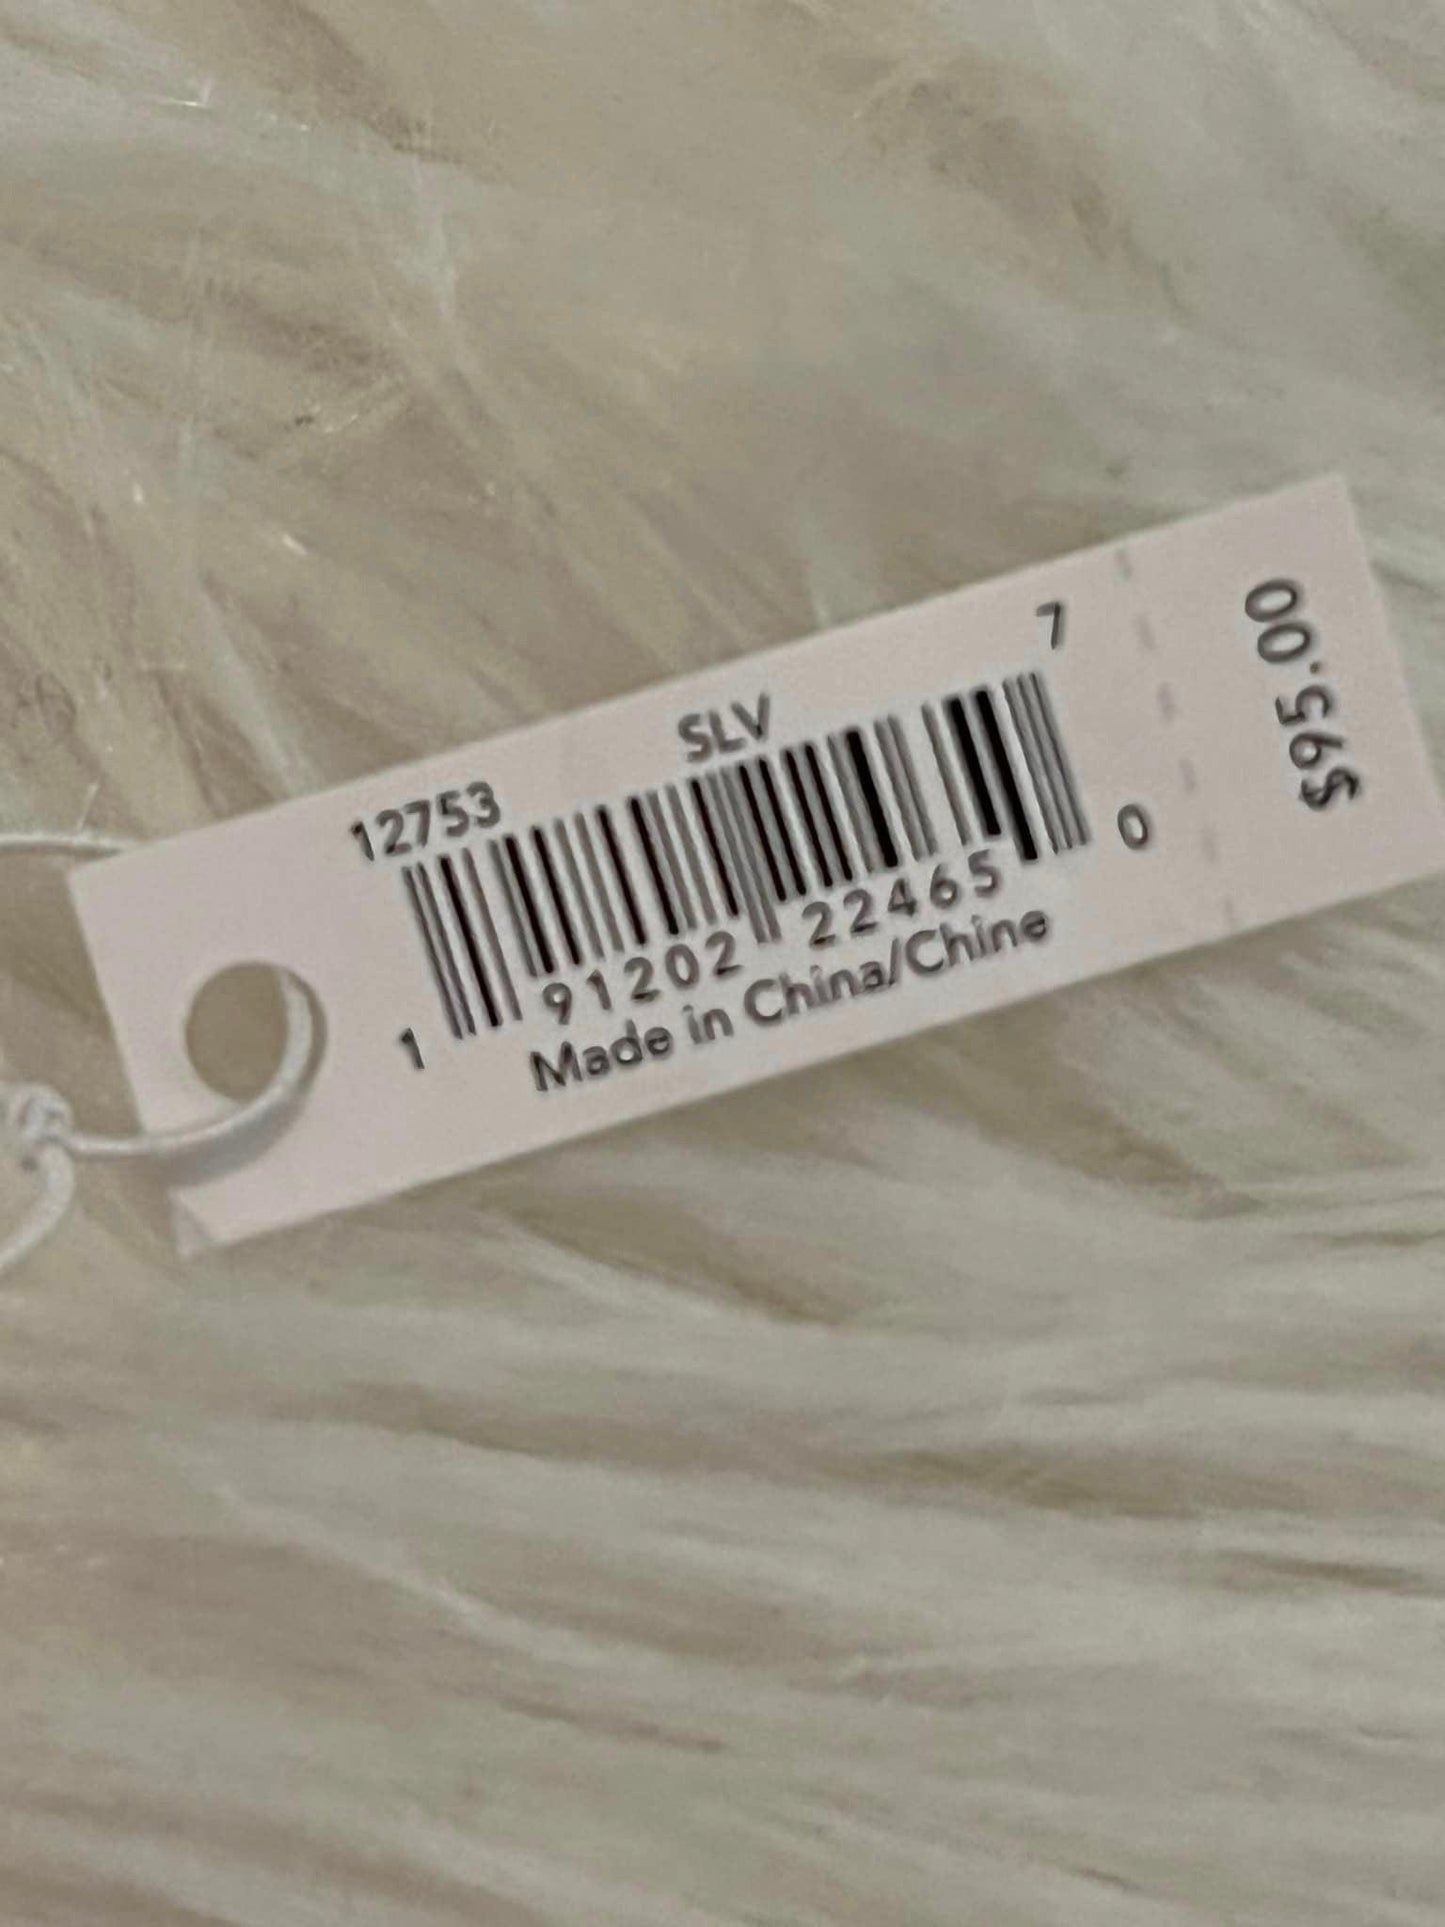 12753 SLV 7
1 91202 22465 0
Made in China/Chine
$95.00